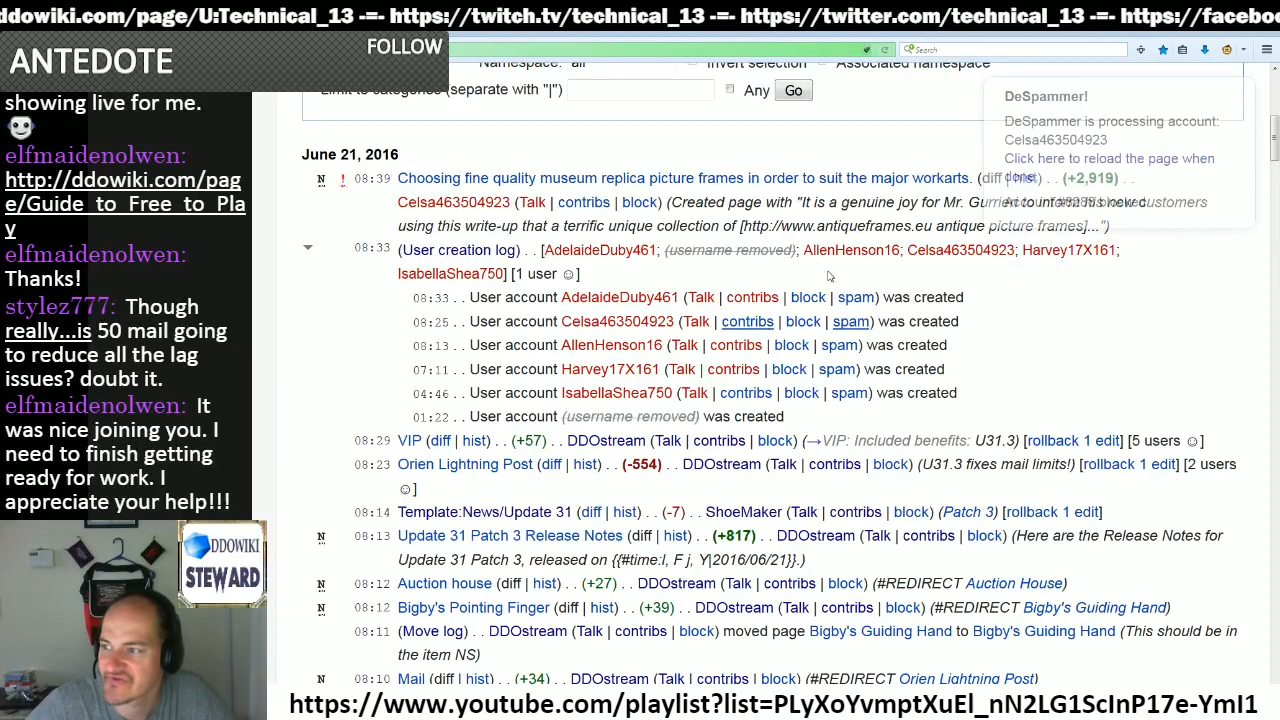 ddowiki.com/page/U:Technical_13 -=- https://twitch.tv/technical_13 -=- https://twitter.com/technical_13 -=- https://faceboo
ANTEDOTE
FOLLOW
showing live for me.
elfmaidenolwen:
http://ddowiki.com/pag
e/Guide_to_Free_to_Pla
y
elfmaidenolwen:
Thanks!
stylez777: Though
really...is 50 mail going
to reduce all the lag
issues? doubt it.
elfmaidenolwen: It
was nice joining you. I
need to finish getting
ready for work. I
appreciate your help!!!
DDOWIKI
STEWARD
Search
Namespace: all Invert selection Associated namespace
Limit to categories (separate with "|") Any Go
DeSpammer!
DeSpammer is processing account:
Celsa463504923
Click here to reload the page when
done.
June 21, 2016
N ! 08:39 Choosing fine quality museum replica picture frames in order to suit the major workarts. (diff | hist) . . (+2,919) . .
Celsa463504923 (Talk | contribs | block) (Created page with "It is a genuine joy for Mr. Gurrieri to inform his new customers
using this write-up that a terrific unique collection of [http://www.antiqueframes.eu antique picture frames]...")
08:33 (User creation log) . . [AdelaideDuby461; (username removed); AllenHenson16; Celsa463504923; Harvey17X161;
IsabellaShea750] [1 user ☺]
08:33 . . User account AdelaideDuby461 (Talk | contribs | block | spam) was created
08:25 . . User account Celsa463504923 (Talk | contribs | block | spam) was created
08:13 . . User account AllenHenson16 (Talk | contribs | block | spam) was created
07:11 . . User account Harvey17X161 (Talk | contribs | block | spam) was created
04:46 . . User account IsabellaShea750 (Talk | contribs | block | spam) was created
01:22 . . User account (username removed) was created
08:29 VIP (diff | hist) . . (+57) . . DDOstream (Talk | contribs | block) (→VIP: Included benefits: U31.3) [rollback 1 edit] [5 users ☺]
08:23 Orien Lightning Post (diff | hist) . . (-554) . . DDOstream (Talk | contribs | block) (U31.3 fixes mail limits!) [rollback 1 edit] [2 users
☺]
08:14 Template:News/Update 31 (diff | hist) . . (-7) . . ShoeMaker (Talk | contribs | block) (Patch 3) [rollback 1 edit]
N 08:13 Update 31 Patch 3 Release Notes (diff | hist) . . (+817) . . DDOstream (Talk | contribs | block) (Here are the Release Notes for
Update 31 Patch 3, released on {{#time:l, F j, Y|2016/06/21}}.)
N 08:12 Auction house (diff | hist) . . (+27) . . DDOstream (Talk | contribs | block) (#REDIRECT Auction House)
N 08:12 Bigby's Pointing Finger (diff | hist) . . (+39) . . DDOstream (Talk | contribs | block) (#REDIRECT Bigby's Guiding Hand)
08:11 (Move log) . . DDOstream (Talk | contribs | block) moved page Bigby's Guiding Hand to Bigby's Guiding Hand (This should be in
the item NS)
N 08:10 Mail (diff | hist) . . (+34) . . DDOstream (Talk | contribs | block) (#REDIRECT Orien Lightning Post)
https://www.youtube.com/playlist?list=PLyXoYvmptXuEl_nN2LG1ScInP17e-YmI1